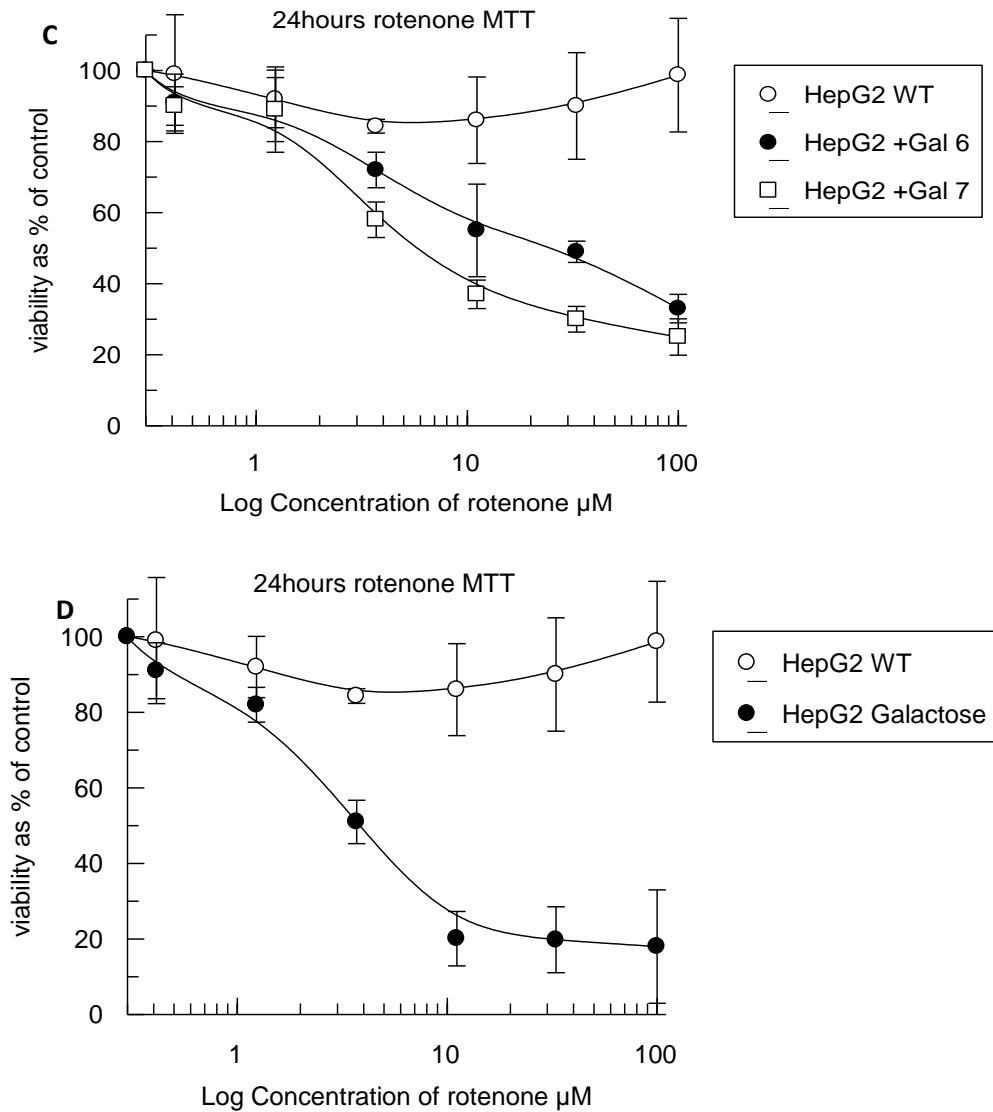 C
24hours rotenone MTT
viability as % of control
100
80
60
40
20
0
1 10 100
Log Concentration of rotenone µM
HepG2 WT
HepG2 +Gal 6
HepG2 +Gal 7
D
24hours rotenone MTT
viability as % of control
100
80
60
40
20
0
1 10 100
Log Concentration of rotenone µM
HepG2 WT
HepG2 Galactose